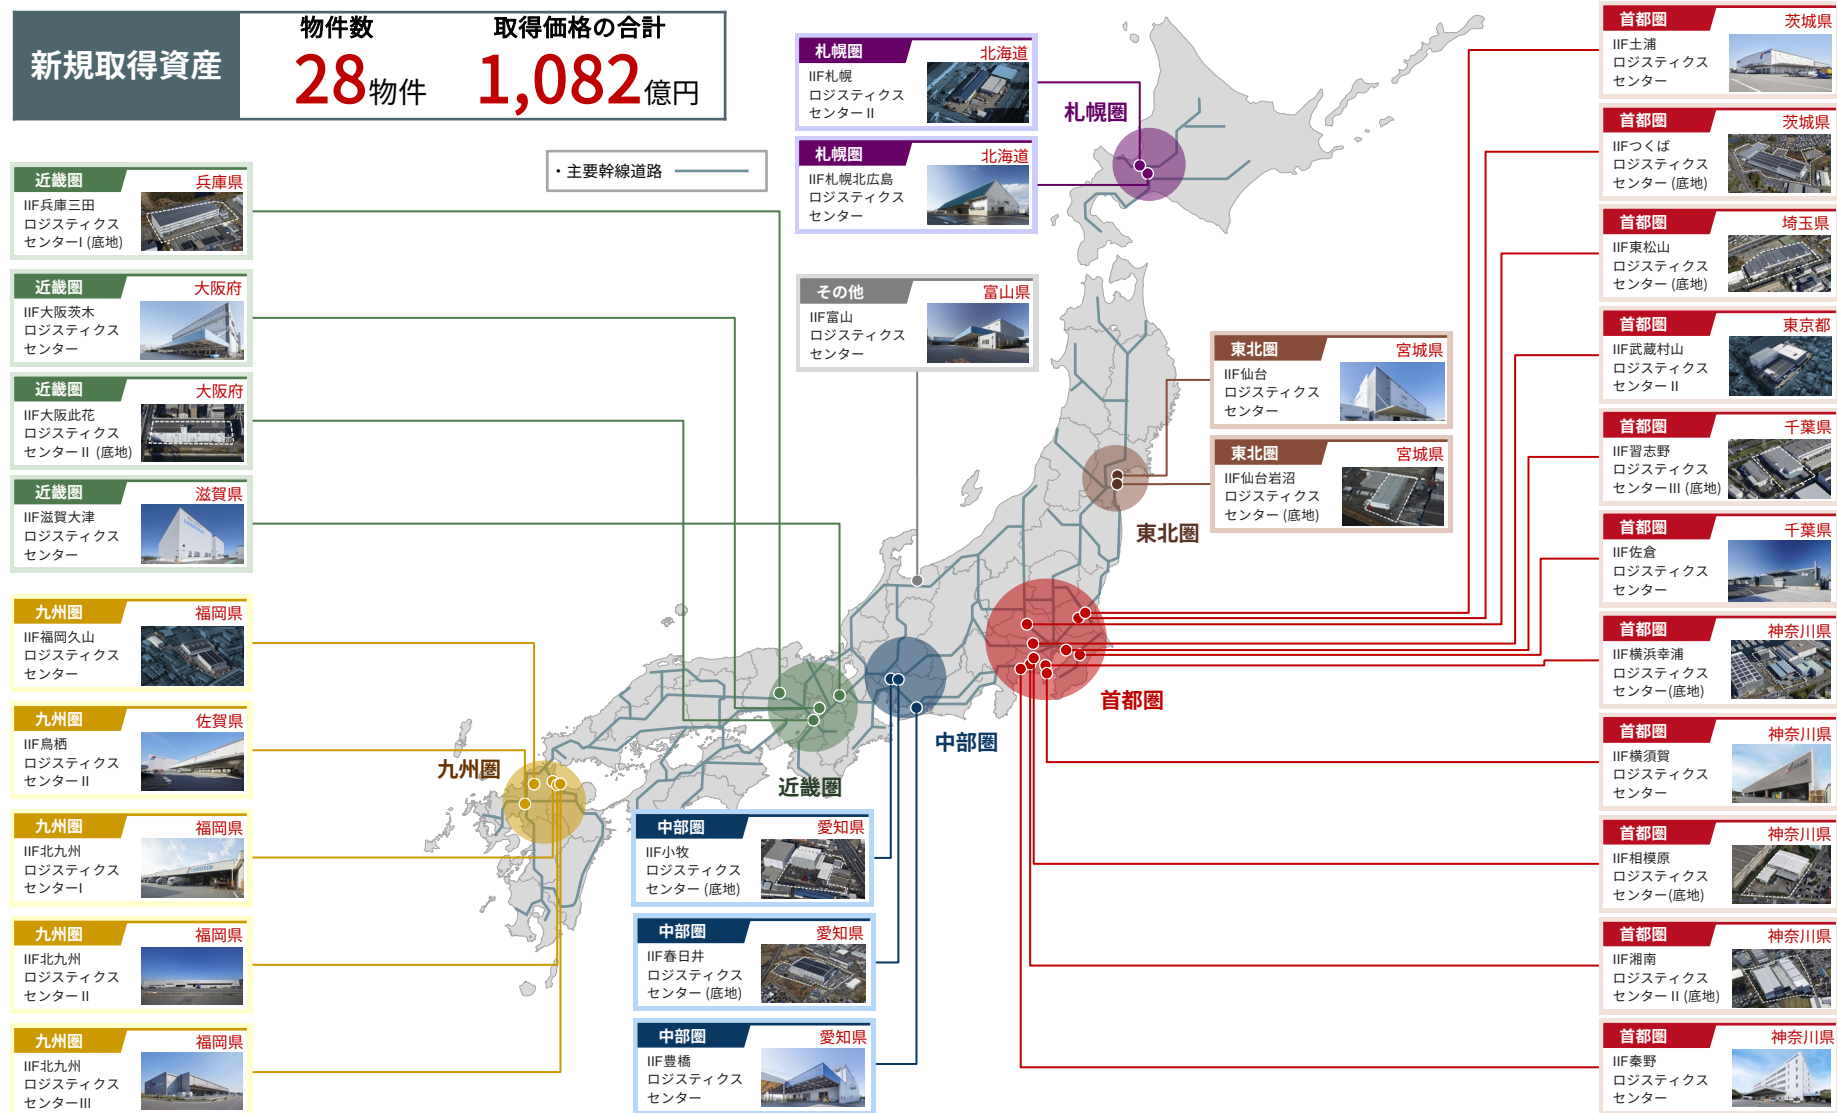 新規取得資産
物件数
28物件
取得価格の合計
1,082億円
・主要幹線道路
近畿圏
兵庫県
IIF兵庫三田
ロジスティクス
センターI (底地)
近畿圏
大阪府
IIF大阪茨木
ロジスティクス
センター
近畿圏
大阪府
IIF大阪此花
ロジスティクス
センターⅡ (底地)
近畿圏
滋賀県
IIF滋賀大津
ロジスティクス
センター
九州圏
福岡県
IIF福岡久山
ロジスティクス
センター
九州圏
佐賀県
IIF鳥栖
ロジスティクス
センターⅡ
九州圏
福岡県
IIF北九州
ロジスティクス
センターI
九州圏
福岡県
IIF北九州
ロジスティクス
センターⅡ
九州圏
福岡県
IIF北九州
ロジスティクス
センターIII
札幌圏
北海道
IIF札幌
ロジスティクス
センターⅡ
札幌圏
北海道
IIF札幌北広島
ロジスティクス
センター
その他
富山県
IIF富山
ロジスティクス
センター
札幌圏
東北圏
宮城県
IIF仙台
ロジスティクス
センター
東北圏
宮城県
IIF仙台岩沼
ロジスティクス
センター (底地)
東北圏
首都圏
中部圏
近畿圏
九州圏
中部圏
愛知県
IIF小牧
ロジスティクス
センター (底地)
中部圏
愛知県
IIF春日井
ロジスティクス
センター (底地)
中部圏
愛知県
IIF豊橋
ロジスティクス
センター
首都圏
茨城県
IIF土浦
ロジスティクス
センター
首都圏
茨城県
IIFつくば
ロジスティクス
センター (底地)
首都圏
埼玉県
IIF東松山
ロジスティクス
センター (底地)
首都圏
東京都
IIF武蔵村山
ロジスティクス
センターⅡ
首都圏
千葉県
IIF習志野
ロジスティクス
センターIII (底地)
首都圏
千葉県
IIF佐倉
ロジスティクス
センター
首都圏
神奈川県
IIF横浜幸浦
ロジスティクス
センター(底地)
首都圏
神奈川県
IIF横須賀
ロジスティクス
センター
首都圏
神奈川県
IIF相模原
ロジスティクス
センター(底地)
首都圏
神奈川県
IIF湘南
ロジスティクス
センターⅡ (底地)
首都圏
神奈川県
IIF秦野
ロジスティクス
センター